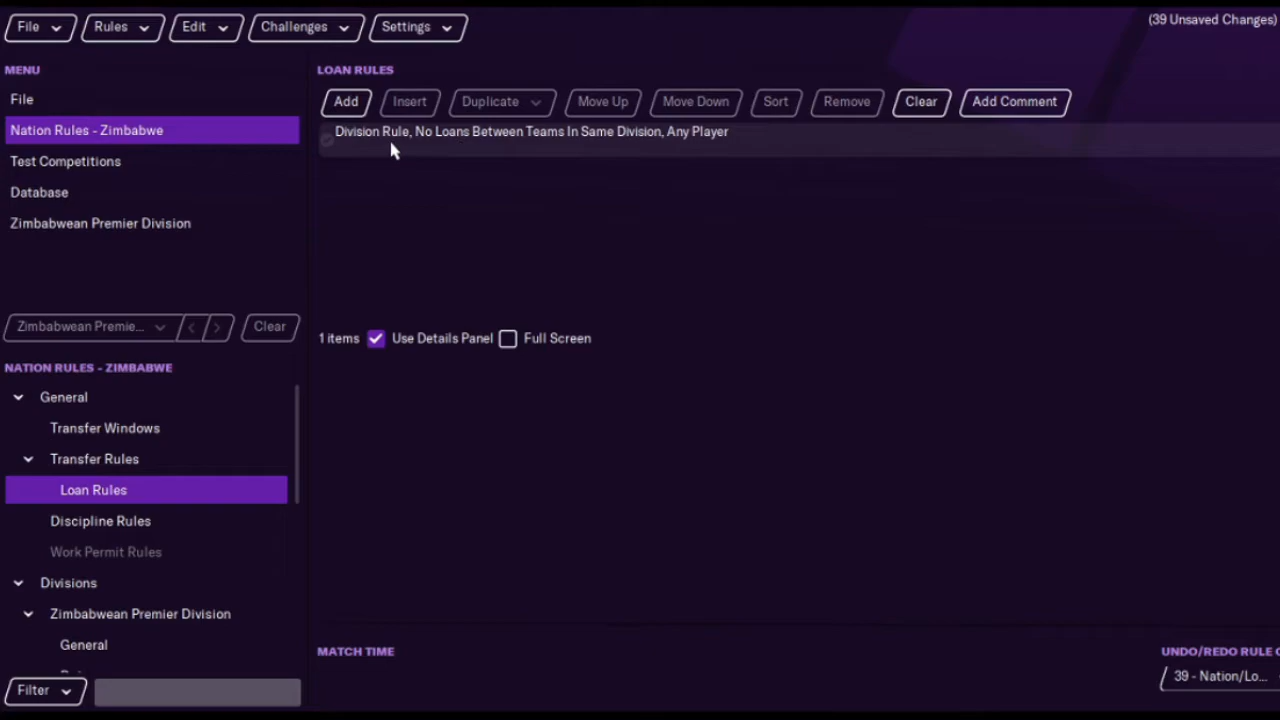 File Rules Edit Challenges Settings (39 Unsaved Changes)
MENU
File
Nation Rules - Zimbabwe
Test Competitions
Database
Zimbabwean Premier Division
Zimbabwean Premie... Clear
NATION RULES - ZIMBABWE
General
Transfer Windows
Transfer Rules
Loan Rules
Discipline Rules
Work Permit Rules
Divisions
Zimbabwean Premier Division
General
Filter
LOAN RULES
Add Insert Duplicate Move Up Move Down Sort Remove Clear Add Comment
Division Rule, No Loans Between Teams In Same Division, Any Player
1 items Use Details Panel Full Screen
MATCH TIME
UNDO/REDO RULE
39 - Nation/Lo...